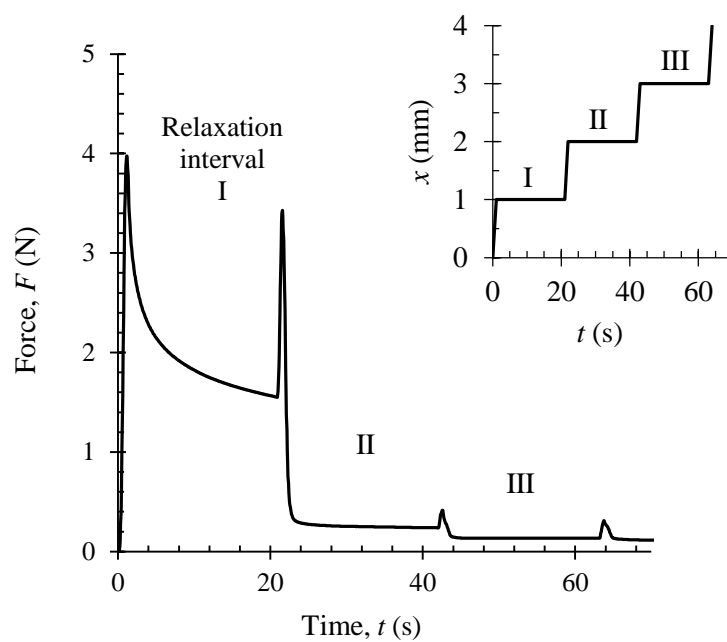 5
4
3
2
1
0
Force, F (N)
Relaxation
interval
I
II
III
0
20
40
60
Time, t (s)
4
3
2
1
0
x (mm)
I
II
III
0
20
40
60
t (s)